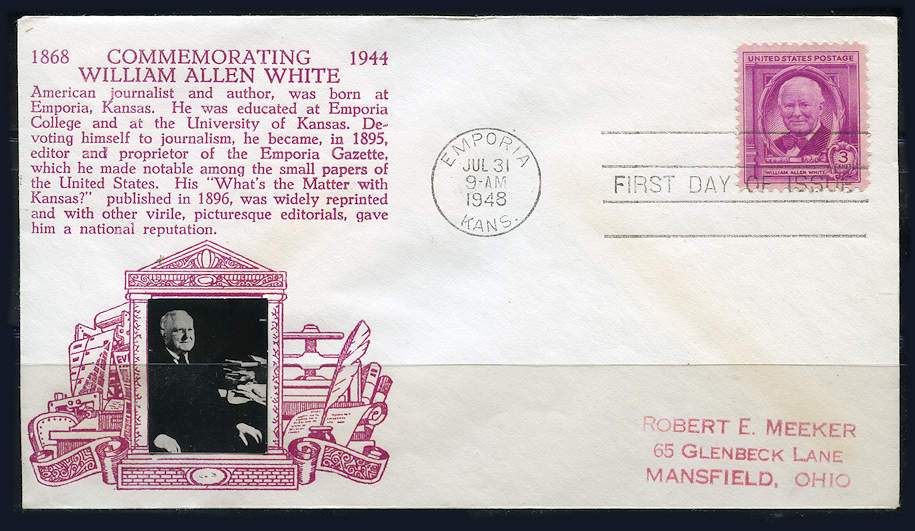 1868 COMMEMORATING 1944
WILLIAM ALLEN WHITE
American journalist and author, was born at
Emporia, Kansas. He was educated at Emporia
College and at the University of Kansas. De-
voting himself to journalism, he became, in 1895,
editor and proprietor of the Emporia Gazette,
which he made notable among the small papers of
the United States. His "What's the Matter with
Kansas?" published in 1896, was widely reprinted
and with other virile, picturesque editorials, gave
him a national reputation.
EMPORIA
JUL 31
9-AM
1948
KANS.
UNITED STATES POSTAGE
3
CENTS
WILLIAM ALLEN WHITE
FIRST DAY OF ISSUE
ROBERT E. MEEKER
65 GLENBECK LANE
MANSFIELD, OHIO